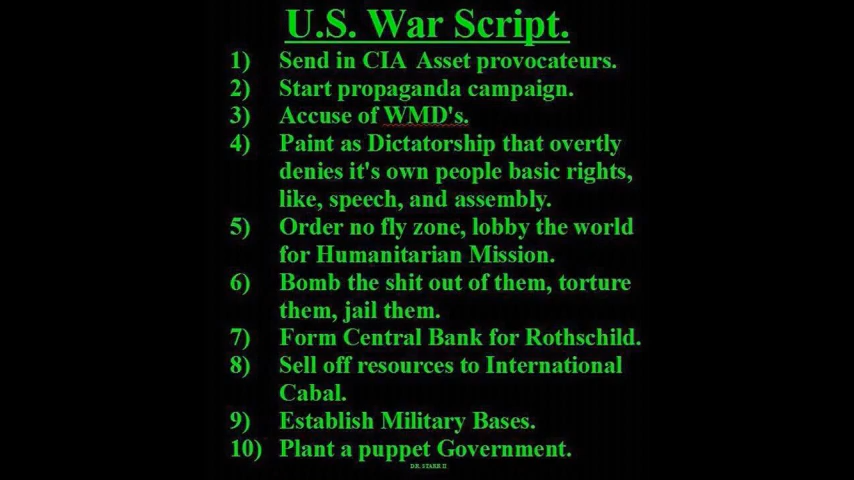 U.S. War Script.
1) Send in CIA Asset provocateurs.
2) Start propaganda campaign.
3) Accuse of WMD's.
4) Paint as Dictatorship that overtly
denies it's own people basic rights,
like, speech, and assembly.
5) Order no fly zone, lobby the world
for Humanitarian Mission.
6) Bomb the shit out of them, torture
them, jail them.
7) Form Central Bank for Rothschild.
8) Sell off resources to International
Cabal.
9) Establish Military Bases.
10) Plant a puppet Government.
DR. STARR II